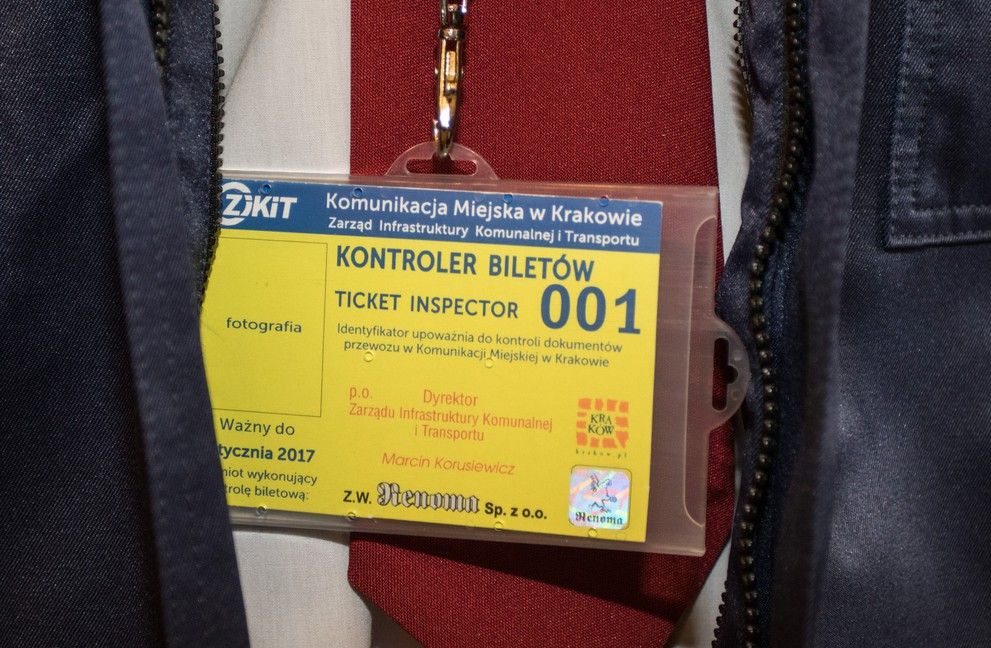 ZiKiT
Komunikacja Miejska w Krakowie
Zarząd Infrastruktury Komunalnej i Transportu
KONTROLER BILETÓW
TICKET INSPECTOR 001
fotografia
Identyfikator upoważnia do kontroli dokumentów
przewozu w Komunikacji Miejskiej w Krakowie
p.o. Dyrektor
Zarządu Infrastruktury Komunalnej
i Transportu
KRA
KOW
krakow.pl
Marcin Korusiewicz
Ważny do
tycznia 2017
miot wykonujący
trolę biletową:
Z.W. Renoma Sp. z o.o.
Renoma